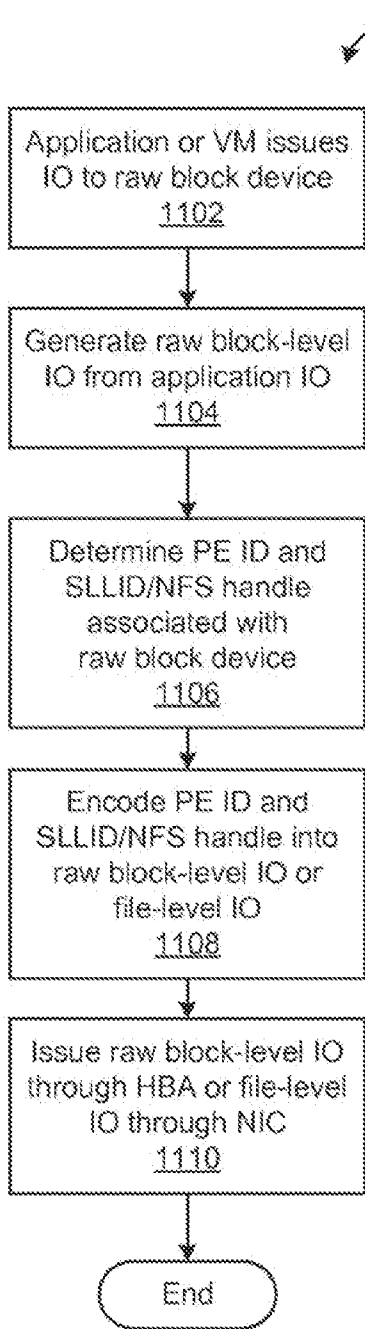 Application or VM issues
IO to raw block device
1102
Generate raw block-level
IO from application IO
1104
Determine PE ID and
SLLID/NFS handle
associated with
raw block device
1106
Encode PE ID and
SLLID/NFS handle into
raw block-level IO or
file-level IO
1108
Issue raw block-level IO
through HBA or file-level
IO through NIC
1110
End